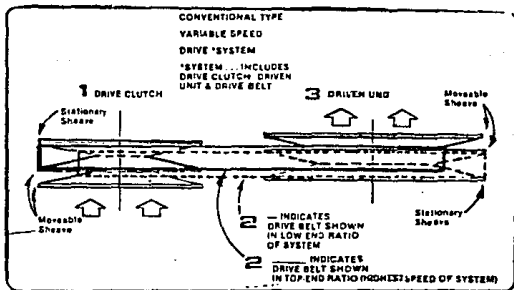 CONVENTIONAL TYPE
VARIABLE SPEED
DRIVE *SYSTEM
*SYSTEM...INCLUDES
DRIVE CLUTCH, DRIVEN
UNIT & DRIVE BELT
1 DRIVE CLUTCH
3 DRIVEN UNIT
Moveable
Sheave
Stationary
Sheave
Moveable
Sheave
Stationary
Sheave
2 — INDICATES
DRIVE BELT SHOWN
IN LOW END RATIO
OF SYSTEM
2 ——— INDICATES
DRIVE BELT SHOWN
IN TOP-END RATIO (HIGHEST SPEED OF SYSTEM)